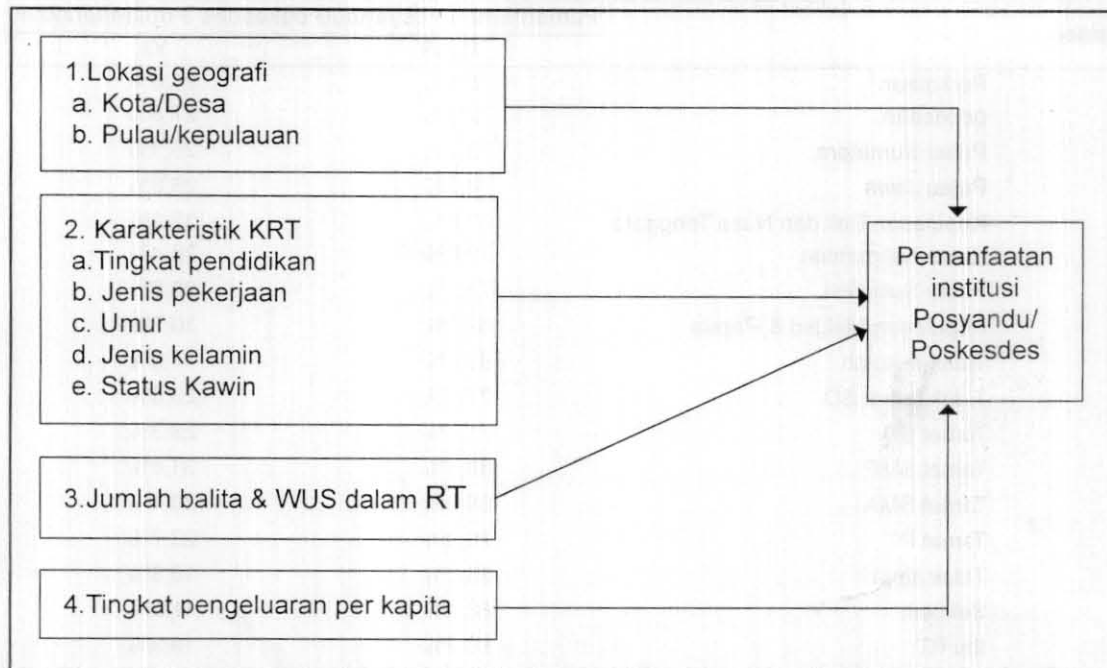 1.Lokasi geografi
a. Kota/Desa
b. Pulau/kepulauan
2. Karakteristik KRT
a.Tingkat pendidikan
b. Jenis pekerjaan
c. Umur
d. Jenis kelamin
e. Status Kawin
3.Jumlah balita & WUS dalam RT
4.Tingkat pengeluaran per kapita
Pemanfaatan
institusi
Posyandu/
Poskesdes